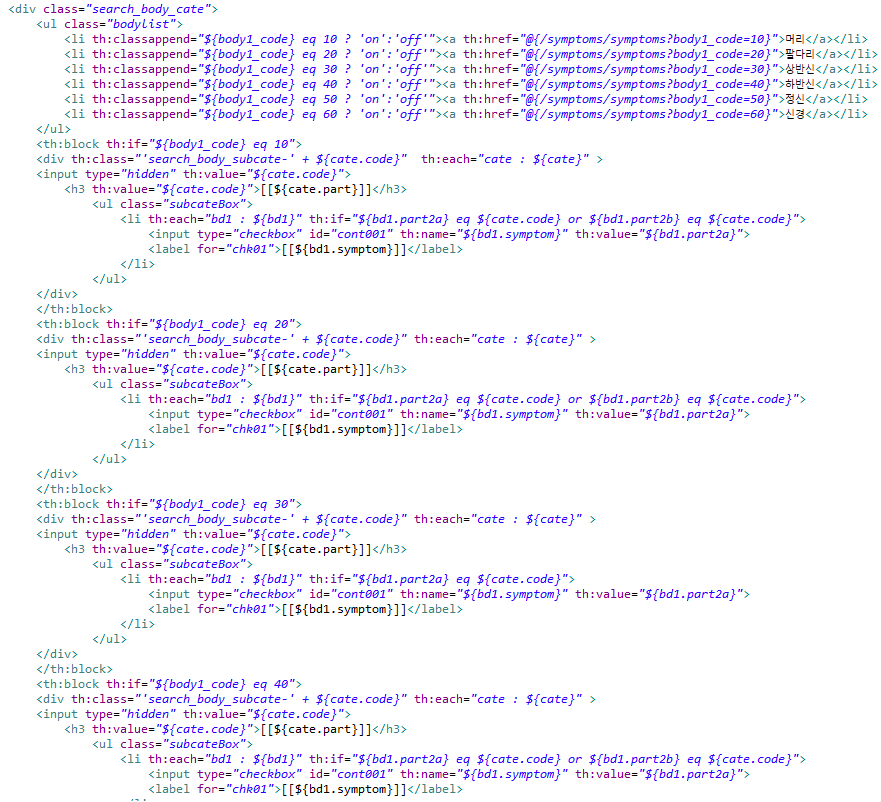 <div class="search_body_cate">
<ul class="bodylist">
<li th:classappend="${body1_code} eq 10 ? 'on':'off'"><a th:href="@{/symptoms/symptoms?body1_code=10}">머리</a></li>
<li th:classappend="${body1_code} eq 20 ? 'on':'off'"><a th:href="@{/symptoms/symptoms?body1_code=20}">팔다리</a></li>
<li th:classappend="${body1_code} eq 30 ? 'on':'off'"><a th:href="@{/symptoms/symptoms?body1_code=30}">상반신</a></li>
<li th:classappend="${body1_code} eq 40 ? 'on':'off'"><a th:href="@{/symptoms/symptoms?body1_code=40}">하반신</a></li>
<li th:classappend="${body1_code} eq 50 ? 'on':'off'"><a th:href="@{/symptoms/symptoms?body1_code=50}">정신</a></li>
<li th:classappend="${body1_code} eq 60 ? 'on':'off'"><a th:href="@{/symptoms/symptoms?body1_code=60}">신경</a></li>
</ul>
<th:block th:if="${body1_code} eq 10">
<div th:class="'search_body_subcate-' + ${cate.code}"  th:each="cate : ${cate}" >
<input type="hidden" th:value="${cate.code}">
<h3 th:value="${cate.code}">[[${cate.part}]]</h3>
<ul class="subcateBox">
<li th:each="bd1 : ${bd1}" th:if="${bd1.part2a} eq ${cate.code} or ${bd1.part2b} eq ${cate.code}">
<input type="checkbox" id="cont001" th:name="${bd1.symptom}" th:value="${bd1.part2a}">
<label for="chk01">[[${bd1.symptom}]]</label>
</li>
</ul>
</div>
</th:block>
<th:block th:if="${body1_code} eq 20">
<div th:class="'search_body_subcate-' + ${cate.code}" th:each="cate : ${cate}" >
<input type="hidden" th:value="${cate.code}">
<h3 th:value="${cate.code}">[[${cate.part}]]</h3>
<ul class="subcateBox">
<li th:each="bd1 : ${bd1}" th:if="${bd1.part2a} eq ${cate.code} or ${bd1.part2b} eq ${cate.code}">
<input type="checkbox" id="cont001" th:name="${bd1.symptom}" th:value="${bd1.part2a}">
<label for="chk01">[[${bd1.symptom}]]</label>
</li>
</ul>
</div>
</th:block>
<th:block th:if="${body1_code} eq 30">
<div th:class="'search_body_subcate-' + ${cate.code}" th:each="cate : ${cate}" >
<input type="hidden" th:value="${cate.code}">
<h3 th:value="${cate.code}">[[${cate.part}]]</h3>
<ul class="subcateBox">
<li th:each="bd1 : ${bd1}" th:if="${bd1.part2a} eq ${cate.code}">
<input type="checkbox" id="cont001" th:name="${bd1.symptom}" th:value="${bd1.part2a}">
<label for="chk01">[[${bd1.symptom}]]</label>
</li>
</ul>
</div>
</th:block>
<th:block th:if="${body1_code} eq 40">
<div th:class="'search_body_subcate-' + ${cate.code}" th:each="cate : ${cate}" >
<input type="hidden" th:value="${cate.code}">
<h3 th:value="${cate.code}">[[${cate.part}]]</h3>
<ul class="subcateBox">
<li th:each="bd1 : ${bd1}" th:if="${bd1.part2a} eq ${cate.code} or ${bd1.part2b} eq ${cate.code}">
<input type="checkbox" id="cont001" th:name="${bd1.symptom}" th:value="${bd1.part2a}">
<label for="chk01">[[${bd1.symptom}]]</label>